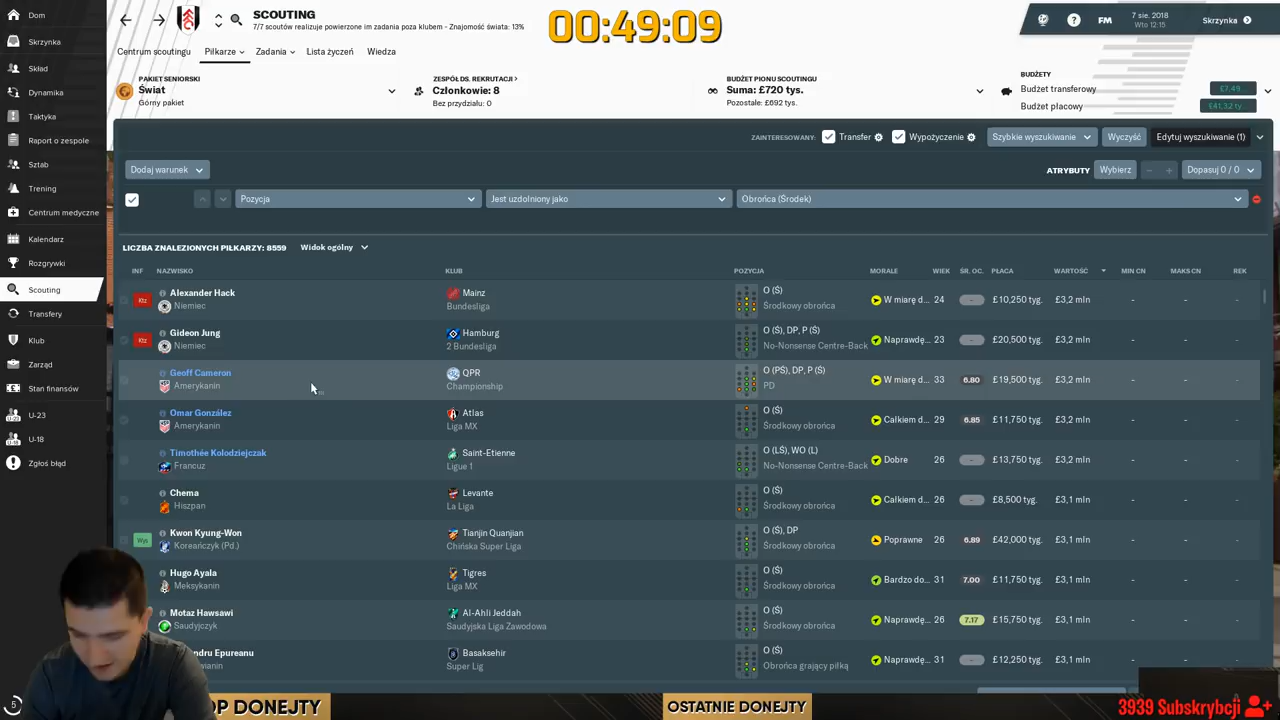 Dom
Skrzynka
Skład
Dynamika
Taktyka
Raport o zespole
Sztab
Trening
Centrum medyczne
Kalendarz
Rozgrywki
Scouting
Transfery
Klub
Zarząd
Stan finansów
U-23
U-18
Zgłoś błąd
SCOUTING
7/7 scoutów realizuje powierzone im zadania poza klubem - Znajomość świata: 13%
00:49:09
FM
7 sie. 2018
Wto 12:15
Skrzynka
Centrum scoutingu
Piłkarze
Zadania
Lista życzeń
Wiedza
PAKIET SENIORSKI
Świat
Górny pakiet
ZESPÓŁ DS. REKRUTACJI >
Członkowie: 8
Bez przydziału: 0
BUDŻET PIONU SCOUTINGU
Suma: £720 tys.
Pozostałe: £692 tys.
BUDŻETY
Budżet transferowy
Budżet płacowy
ZAINTERESOWANY: Transfer Wypożyczenie Szybkie wyszukiwanie Wyczyść Edytuj wyszukiwanie (1)
Dodaj warunek ATRYBUTY Wybierz - + Dopasuj 0 / 0
Pozycja Jest uzdolniony jako Obrońca (Środek)
LICZBA ZNALEZIONYCH PIŁKARZY: 8559 Widok ogólny
INF NAZWISKO KLUB POZYCJA MORALE WIEK ŚR. OC. PŁACA WARTOŚĆ MIN CN MAKS CN REK
Ktz Alexander Hack Mainz O (Ś) W miarę d... 24 - £10,250 tyg. £3,2 mln - - -
Niemiec Bundesliga Środkowy obrońca
Ktz Gideon Jung Hamburg O (Ś), DP, P (Ś) Naprawdę... 23 - £20,500 tyg. £3,2 mln - - -
Niemiec 2 Bundesliga No-Nonsense Centre-Back
Geoff Cameron QPR O (PŚ), DP, P (Ś) W miarę d... 33 6.80 £19,500 tyg. £3,2 mln - - -
Amerykanin Championship PD
Omar González Atlas O (Ś) Całkiem d... 29 6.85 £11,750 tyg. £3,2 mln - - -
Amerykanin Liga MX Środkowy obrońca
Timothée Kolodziejczak Saint-Etienne O (LŚ), WO (L) Dobre 26 - £13,750 tyg. £3,2 mln - - -
Francuz Ligue 1 No-Nonsense Centre-Back
Chema Levante O (Ś) Całkiem d... 26 - £8,500 tyg. £3,1 mln - - -
Hiszpan La Liga Środkowy obrońca
Wyś Kwon Kyung-Won Tianjin Quanjian O (Ś), DP Poprawne 26 6.89 £42,000 tyg. £3,1 mln - - -
Koreańczyk (Pd.) Chińska Super Liga Środkowy obrońca
Hugo Ayala Tigres O (Ś) Bardzo do... 31 7.00 £11,750 tyg. £3,1 mln - - -
Meksykanin Liga MX Środkowy obrońca
Motaz Hawsawi Al-Ahli Jeddah O (Ś) Naprawdę... 26 7.17 £15,750 tyg. £3,1 mln - - -
Saudyjczyk Saudyjska Liga Zawodowa Środkowy obrońca
Epureanu Basaksehir O (Ś) Naprawdę... 31 - £12,250 tyg. £3,1 mln - - -
Super Lig Obrońca grający piłką
5
DONEJTY
OSTATNIE DONEJTY
3939 Subskrybcji